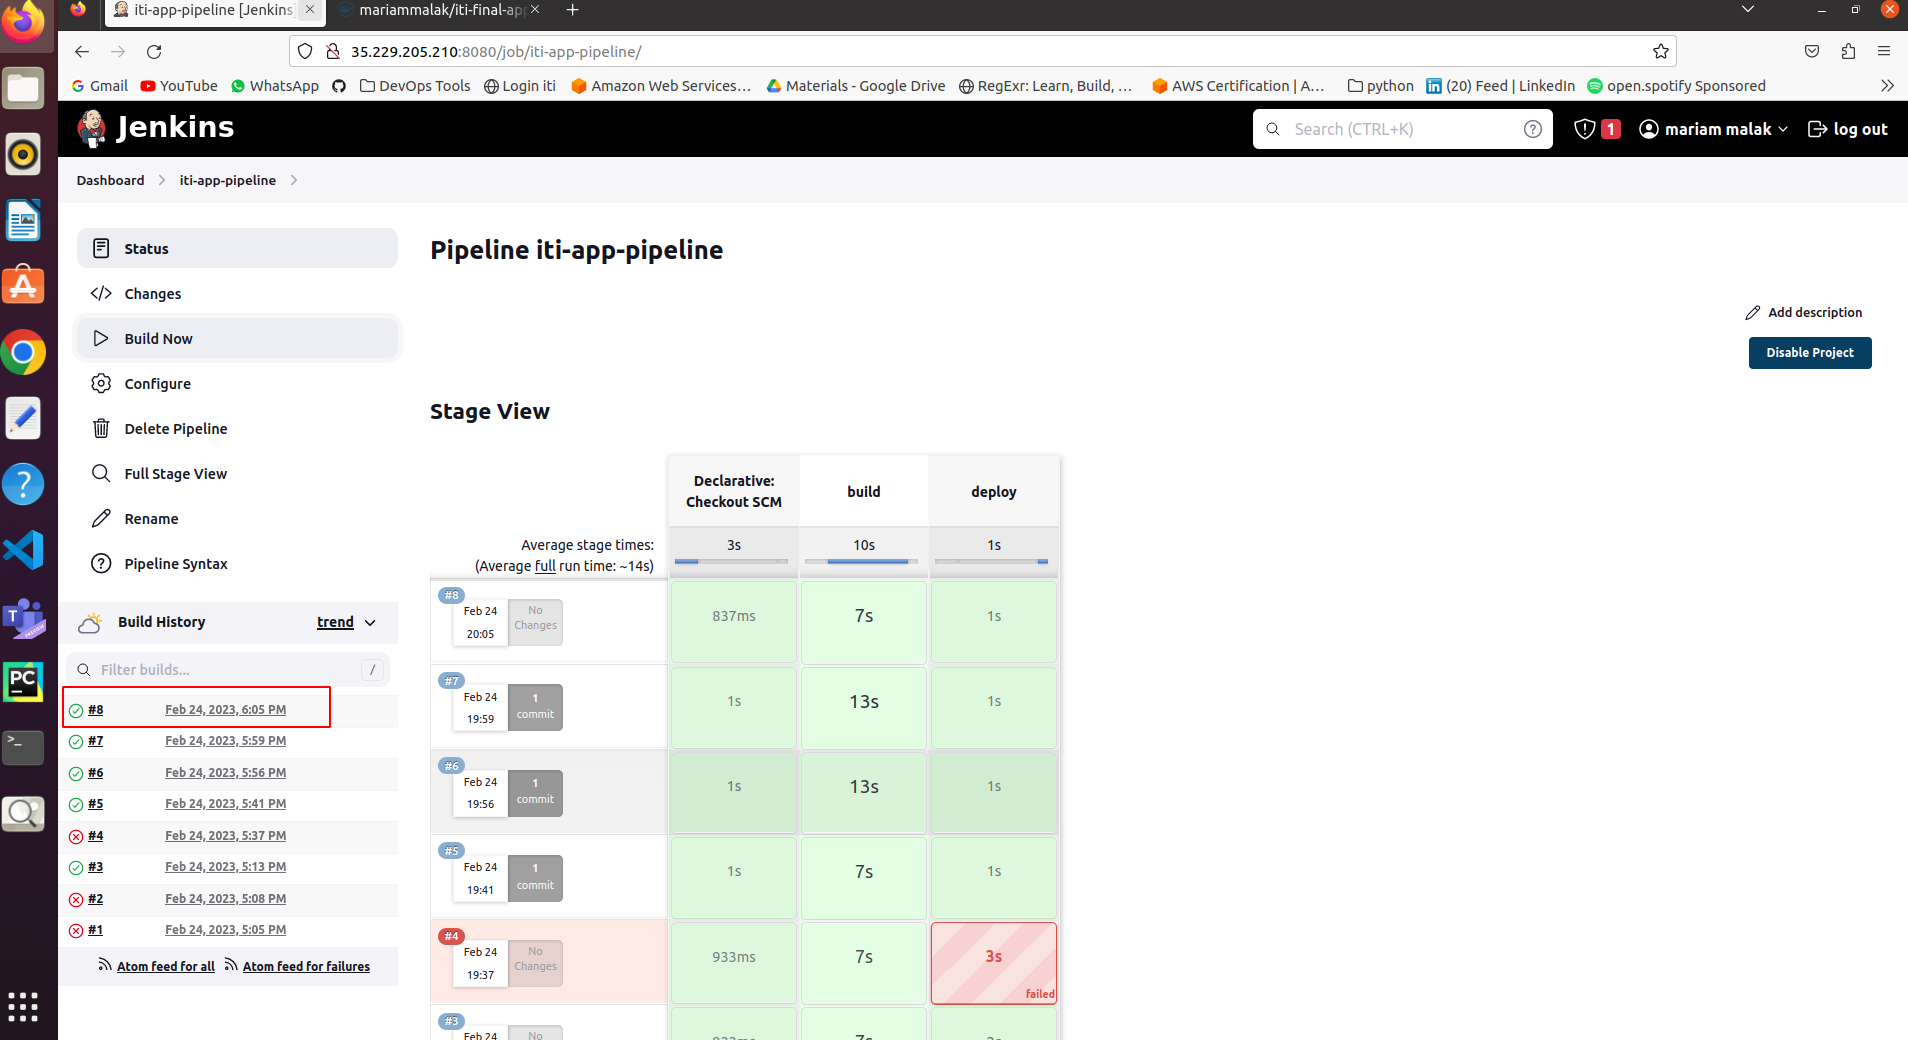 iti-app-pipeline [Jenkins]
mariammalak/iti-final-app
35.229.205.210:8080/job/iti-app-pipeline/
Gmail YouTube WhatsApp DevOps Tools Login iti Amazon Web Services... Materials - Google Drive RegExr: Learn, Build, ... AWS Certification | A... python (20) Feed | LinkedIn open.spotify Sponsored
Jenkins
Search (CTRL+K)
1
mariam malak
log out
Dashboard iti-app-pipeline
Status
Changes
Build Now
Configure
Delete Pipeline
Full Stage View
Rename
Pipeline Syntax
Build History trend
Filter builds... /
#8 Feb 24, 2023, 6:05 PM
#7 Feb 24, 2023, 5:59 PM
#6 Feb 24, 2023, 5:56 PM
#5 Feb 24, 2023, 5:41 PM
#4 Feb 24, 2023, 5:37 PM
#3 Feb 24, 2023, 5:13 PM
#2 Feb 24, 2023, 5:08 PM
#1 Feb 24, 2023, 5:05 PM
Atom feed for all Atom feed for failures
Pipeline iti-app-pipeline
Add description
Disable Project
Stage View
Declarative:
Checkout SCM
build
deploy
Average stage times:
(Average full run time: ~14s)
3s 10s 1s
#8
Feb 24
20:05
No
Changes
837ms 7s 1s
#7
Feb 24
19:59
1
commit
1s 13s 1s
#6
Feb 24
19:56
1
commit
1s 13s 1s
#5
Feb 24
19:41
1
commit
1s 7s 1s
#4
Feb 24
19:37
No
Changes
933ms 7s 3s
failed
#3
Feb 24
No
PC